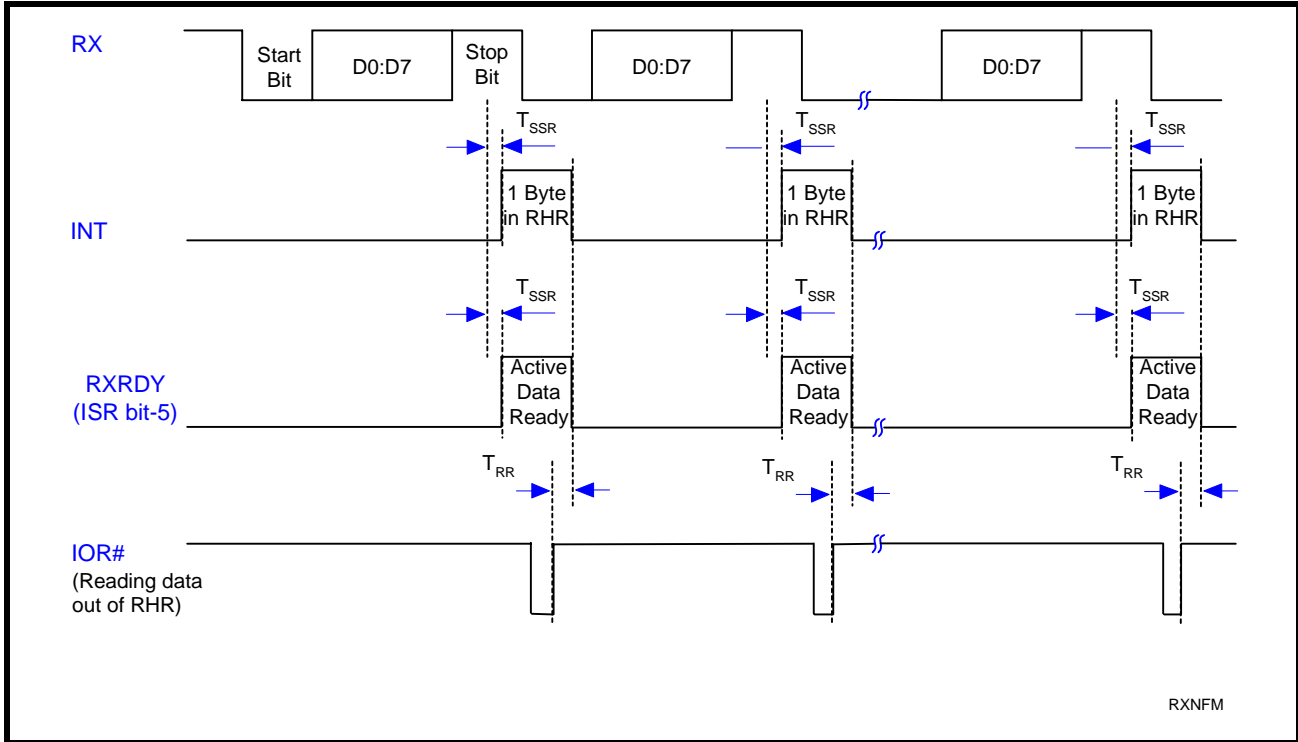 RX
Start
Bit
D0:D7
Stop
Bit
D0:D7
D0:D7
TSSR
TSSR
TSSR
INT
1 Byte
in RHR
1 Byte
in RHR
1 Byte
in RHR
TSSR
TSSR
TSSR
RXRDY
(ISR bit-5)
Active
Data
Ready
Active
Data
Ready
Active
Data
Ready
TRR
TRR
TRR
IOR#
(Reading data
out of RHR)
RXNFM